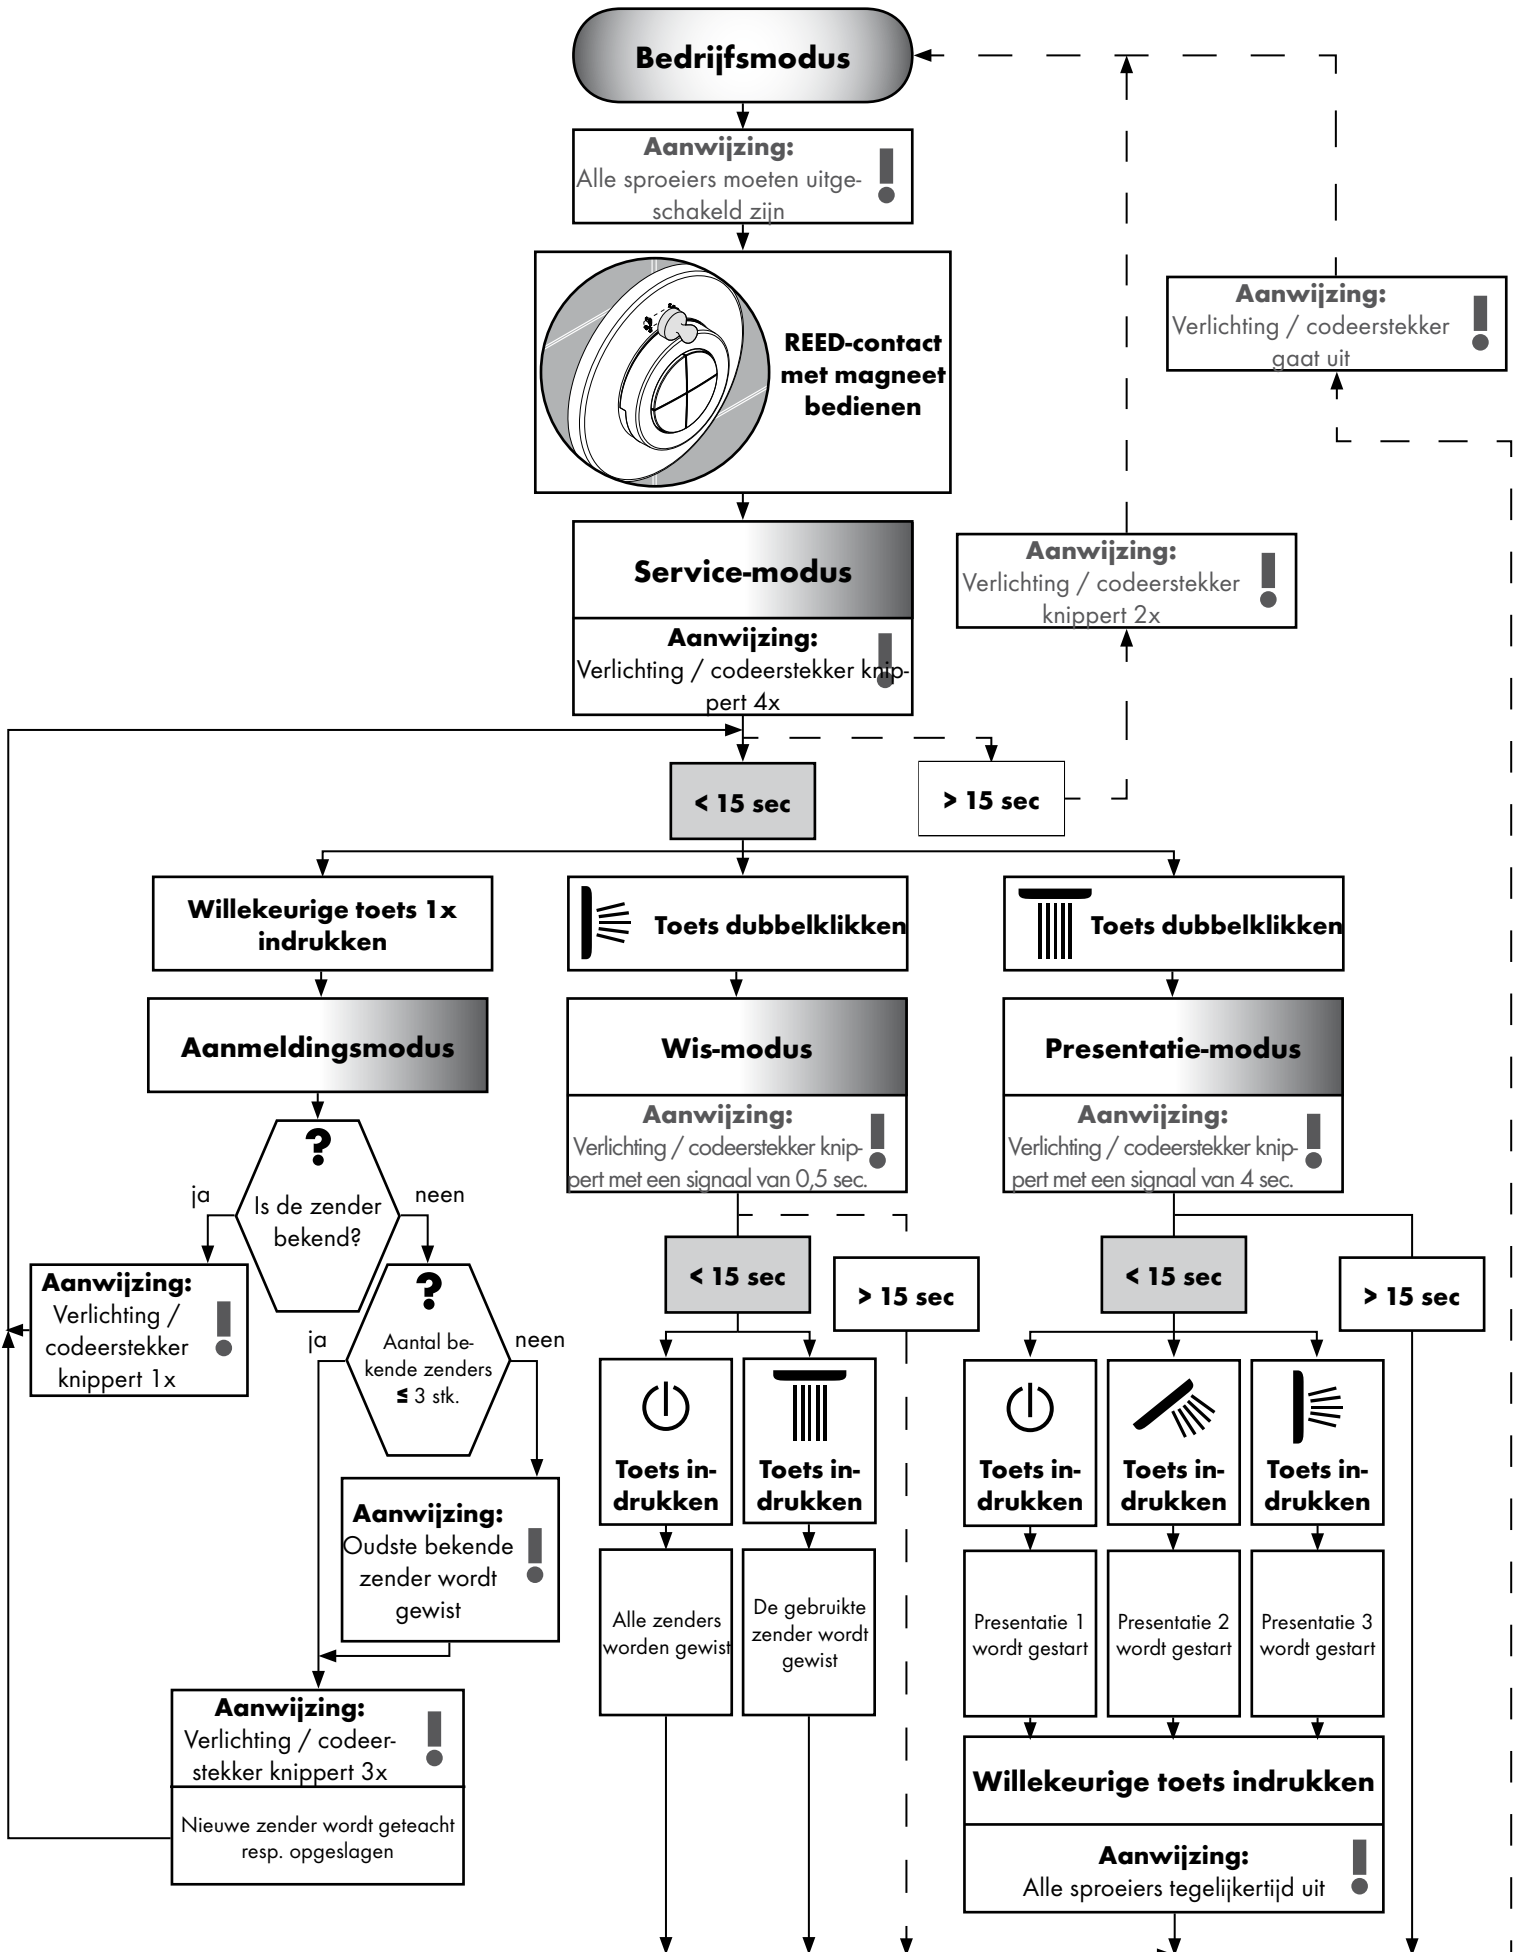 Bedrijfsmodus
Aanwijzing:
Alle sproeiers moeten uitge-
schakeld zijn
REED-contact
met magneet
bedienen
Aanwijzing:
Verlichting / codeerstekker
gaat uit
Service-modus
Aanwijzing:
Verlichting / codeerstekker knip-
pert 4x
Aanwijzing:
Verlichting / codeerstekker
knippert 2x
< 15 sec
> 15 sec
Willekeurige toets 1x
indrukken
Toets dubbelklikken
Toets dubbelklikken
Aanmeldingsmodus
Wis-modus
Aanwijzing:
Verlichting / codeerstekker knip-
pert met een signaal van 0,5 sec.
Presentatie-modus
Aanwijzing:
Verlichting / codeerstekker knip-
pert met een signaal van 4 sec.
?
Is de zender
bekend?
ja
neen
Aanwijzing:
Verlichting /
codeerstekker
knippert 1x
?
Aantal be-
kende zenders
≤ 3 stk.
ja
neen
Aanwijzing:
Oudste bekende
zender wordt
gewist
Aanwijzing:
Verlichting / codeer-
stekker knippert 3x
Nieuwe zender wordt geteacht
resp. opgeslagen
< 15 sec
> 15 sec
Toets in-
drukken
Toets in-
drukken
Alle zenders
worden gewist
De gebruikte
zender wordt
gewist
< 15 sec
> 15 sec
Toets in-
drukken
Toets in-
drukken
Toets in-
drukken
Presentatie 1
wordt gestart
Presentatie 2
wordt gestart
Presentatie 3
wordt gestart
Willekeurige toets indrukken
Aanwijzing:
Alle sproeiers tegelijkertijd uit